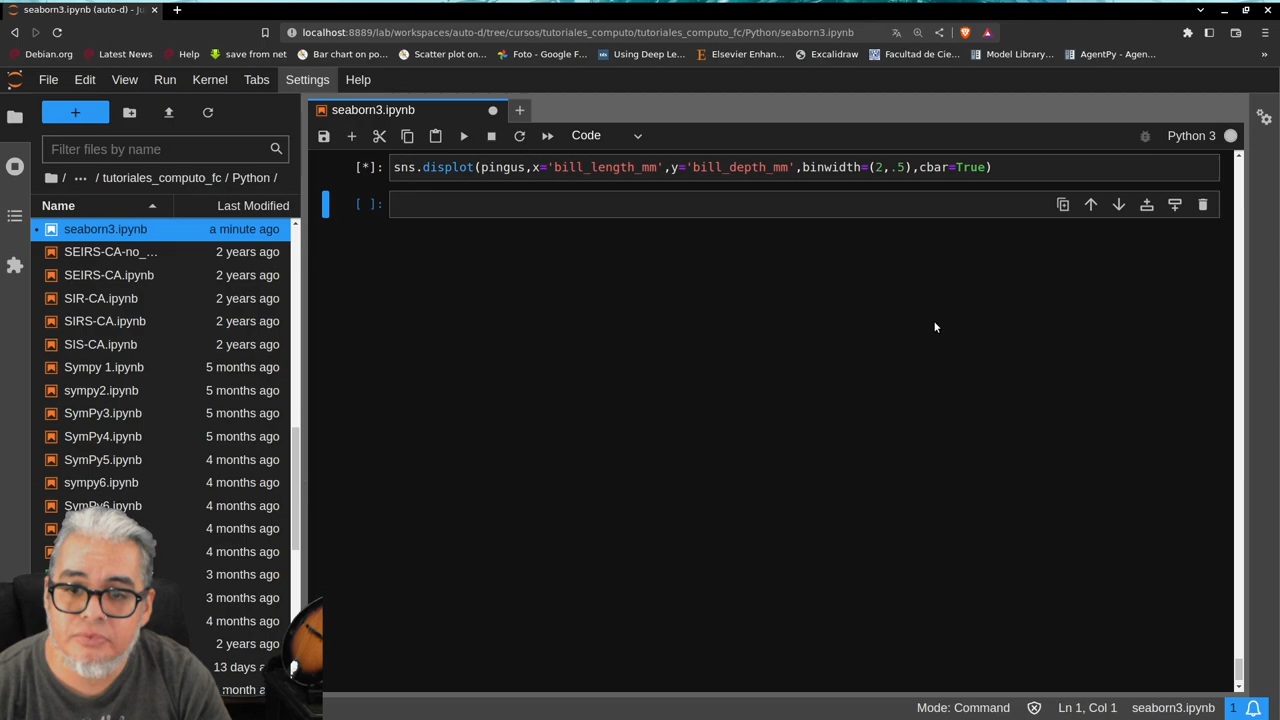 seaborn3.ipynb (auto-d) - Ju
localhost:8889/lab/workspaces/auto-d/tree/cursos/tutoriales_computo/tutoriales_computo_fc/Python/seaborn3.ipynb
Debian.org Latest News Help save from net Bar chart on po... Scatter plot on... Foto - Google F... Using Deep Le... Elsevier Enhan... Excalidraw Facultad de Cie... Model Library... AgentPy - Agen... »
File Edit View Run Kernel Tabs Settings Help
seaborn3.ipynb
Filter files by name
Code
Python 3
/ ... / tutoriales_computo_fc / Python /
[*]: sns.displot(pingus,x='bill_length_mm',y='bill_depth_mm',binwidth=(2,.5),cbar=True)
Name Last Modified
[ ]:
seaborn3.ipynb a minute ago
SEIRS-CA-no_... 2 years ago
SEIRS-CA.ipynb 2 years ago
SIR-CA.ipynb 2 years ago
SIRS-CA.ipynb 2 years ago
SIS-CA.ipynb 2 years ago
Sympy 1.ipynb 5 months ago
sympy2.ipynb 5 months ago
SymPy3.ipynb 5 months ago
SymPy4.ipynb 5 months ago
SymPy5.ipynb 4 months ago
sympy6.ipynb 4 months ago
SymPy6.ipynb 4 months ago
4 months ago
4 months ago
3 months ago
3 months ago
4 months ago
2 years ago
13 days
month
Mode: Command Ln 1, Col 1 seaborn3.ipynb 1